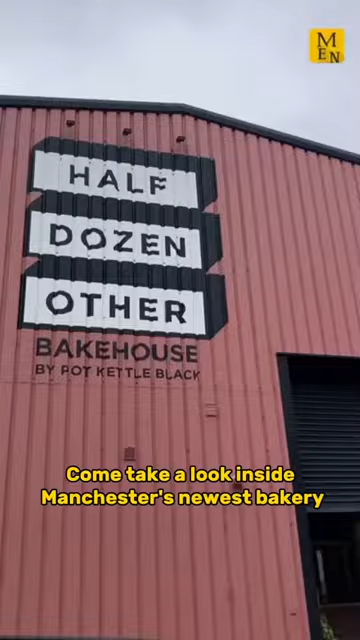 M
EN
HALF
DOZEN
OTHER
BAKEHOUSE
BY POT KETTLE BLACK
Come take a look inside
Manchester's newest bakery